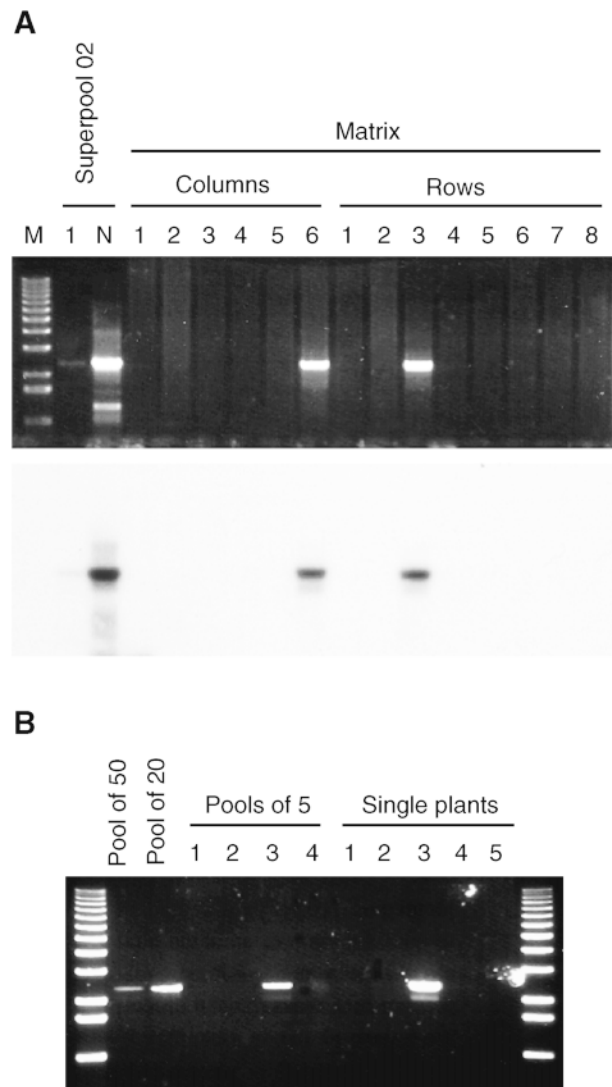 A
Superpool 02
Matrix
Columns Rows
M 1 N 1 2 3 4 5 6 1 2 3 4 5 6 7 8
B
Pool of 50
Pool of 20
Pools of 5 Single plants
1 2 3 4 1 2 3 4 5